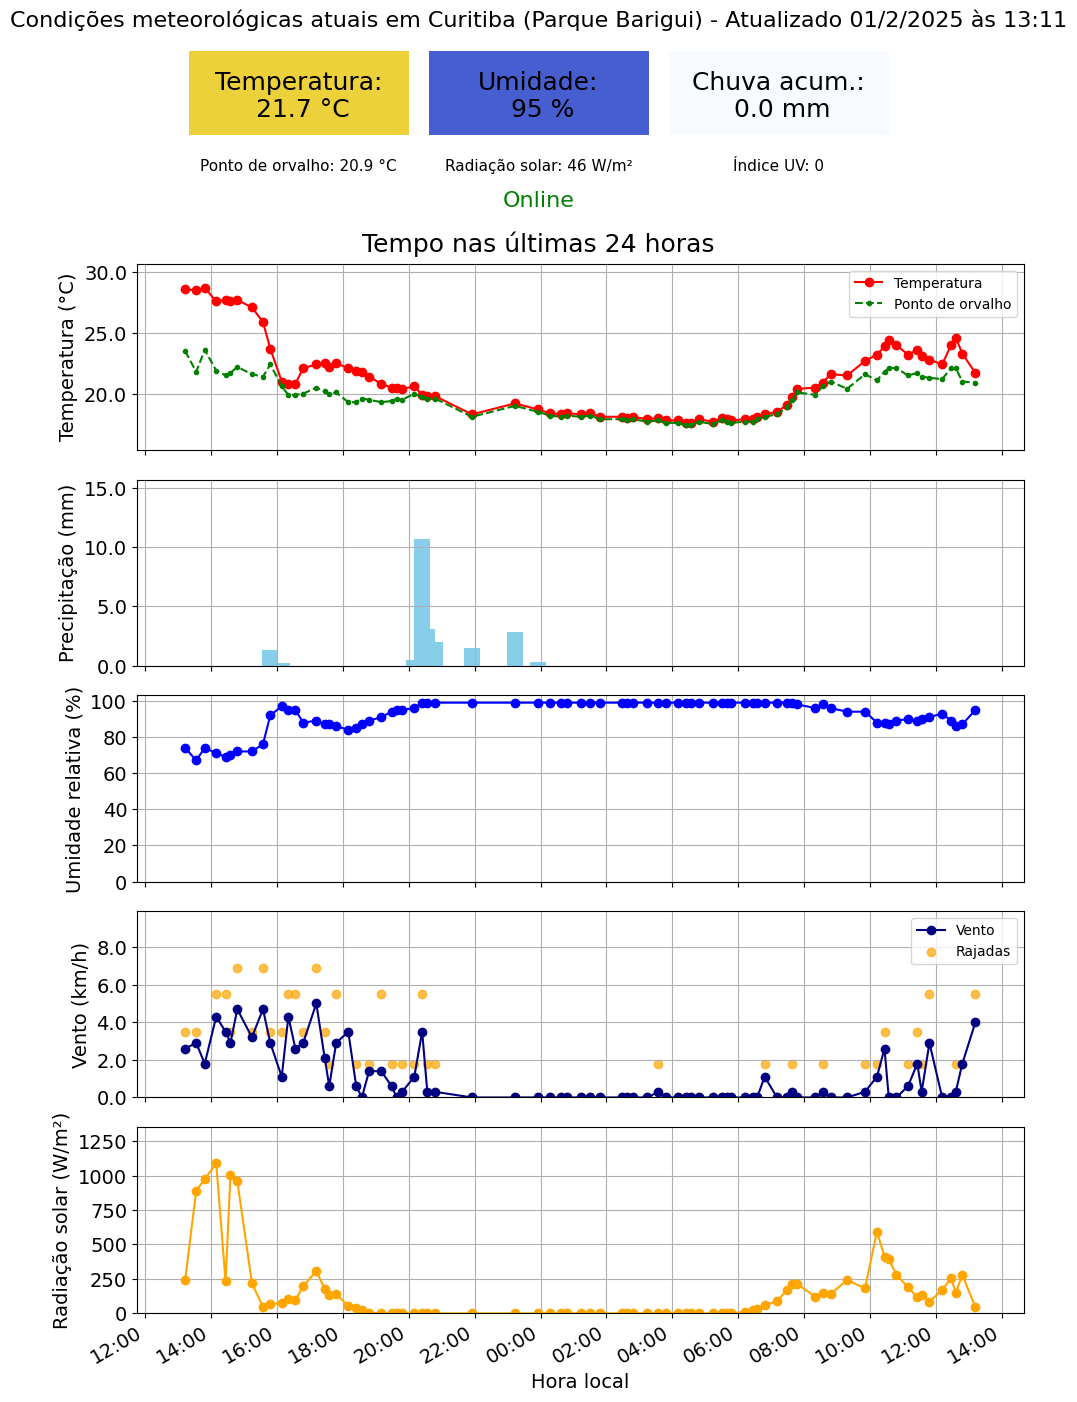 Condições meteorológicas atuais em Curitiba (Parque Barigui) - Atualizado 01/2/2025 às 13:11
Temperatura:
21.7 °C
Umidade:
95 %
Chuva acum.:
0.0 mm
Ponto de orvalho: 20.9 °C
Radiação solar: 46 W/m²
Índice UV: 0
Online
Tempo nas últimas 24 horas
Temperatura (°C)
30.0
25.0
20.0
Temperatura
Ponto de orvalho
Precipitação (mm)
15.0
10.0
5.0
0.0
Umidade relativa (%)
100
80
60
40
20
0
Vento (km/h)
8.0
6.0
4.0
2.0
0.0
Vento
Rajadas
Radiação solar (W/m²)
1250
1000
750
500
250
0
12:00
14:00
16:00
18:00
20:00
22:00
00:00
02:00
04:00
06:00
08:00
10:00
12:00
14:00
Hora local